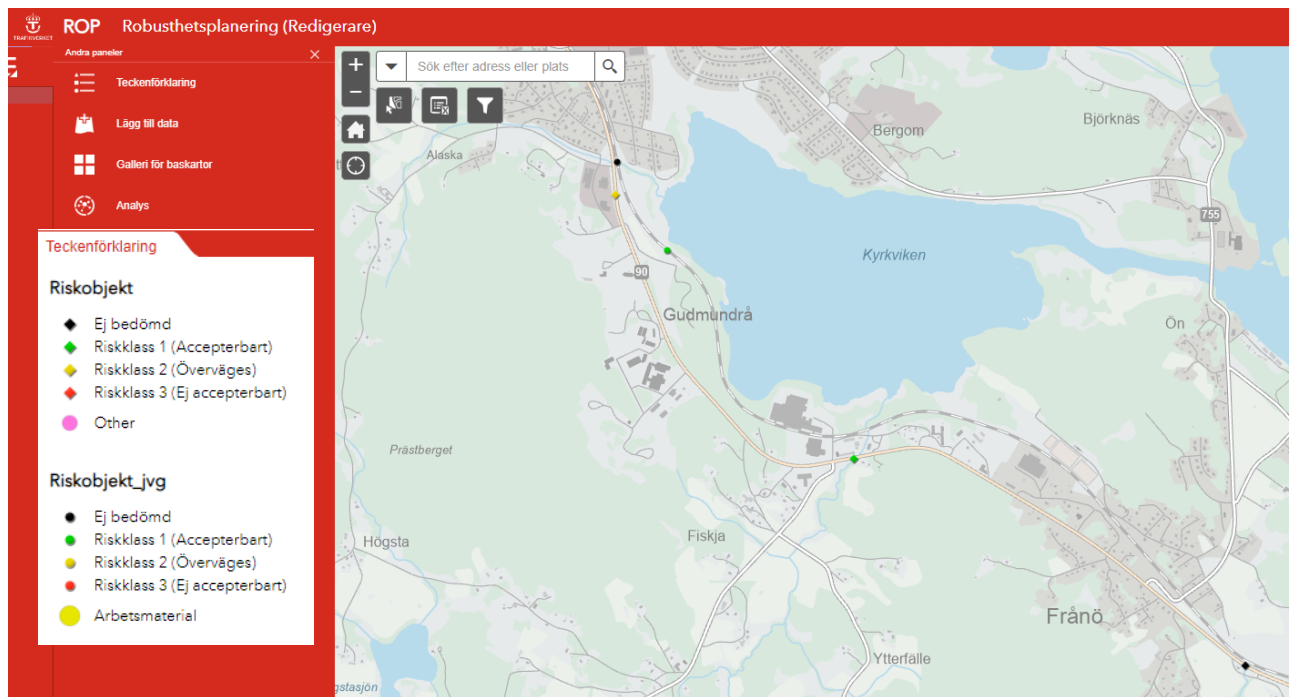 TRAFIKVERKET
ROP Robusthetsplanering (Redigerare)
Andra paneler
Teckenförklaring
Lägg till data
Galleri för baskartor
Analys
Teckenförklaring
Riskobjekt
Ej bedömd
Riskklass 1 (Accepterbart)
Riskklass 2 (Överväges)
Riskklass 3 (Ej accepterbart)
Other
Riskobjekt_jvg
Ej bedömd
Riskklass 1 (Accepterbart)
Riskklass 2 (Överväges)
Riskklass 3 (Ej accepterbart)
Arbetsmaterial
Sök efter adress eller plats
Alaska
Bergom
Björknäs
755
Kyrkviken
90
Gudmundrå
Ön
Prästberget
Högsta
Fiskja
Frånö
Ytterfälle
gstasjön